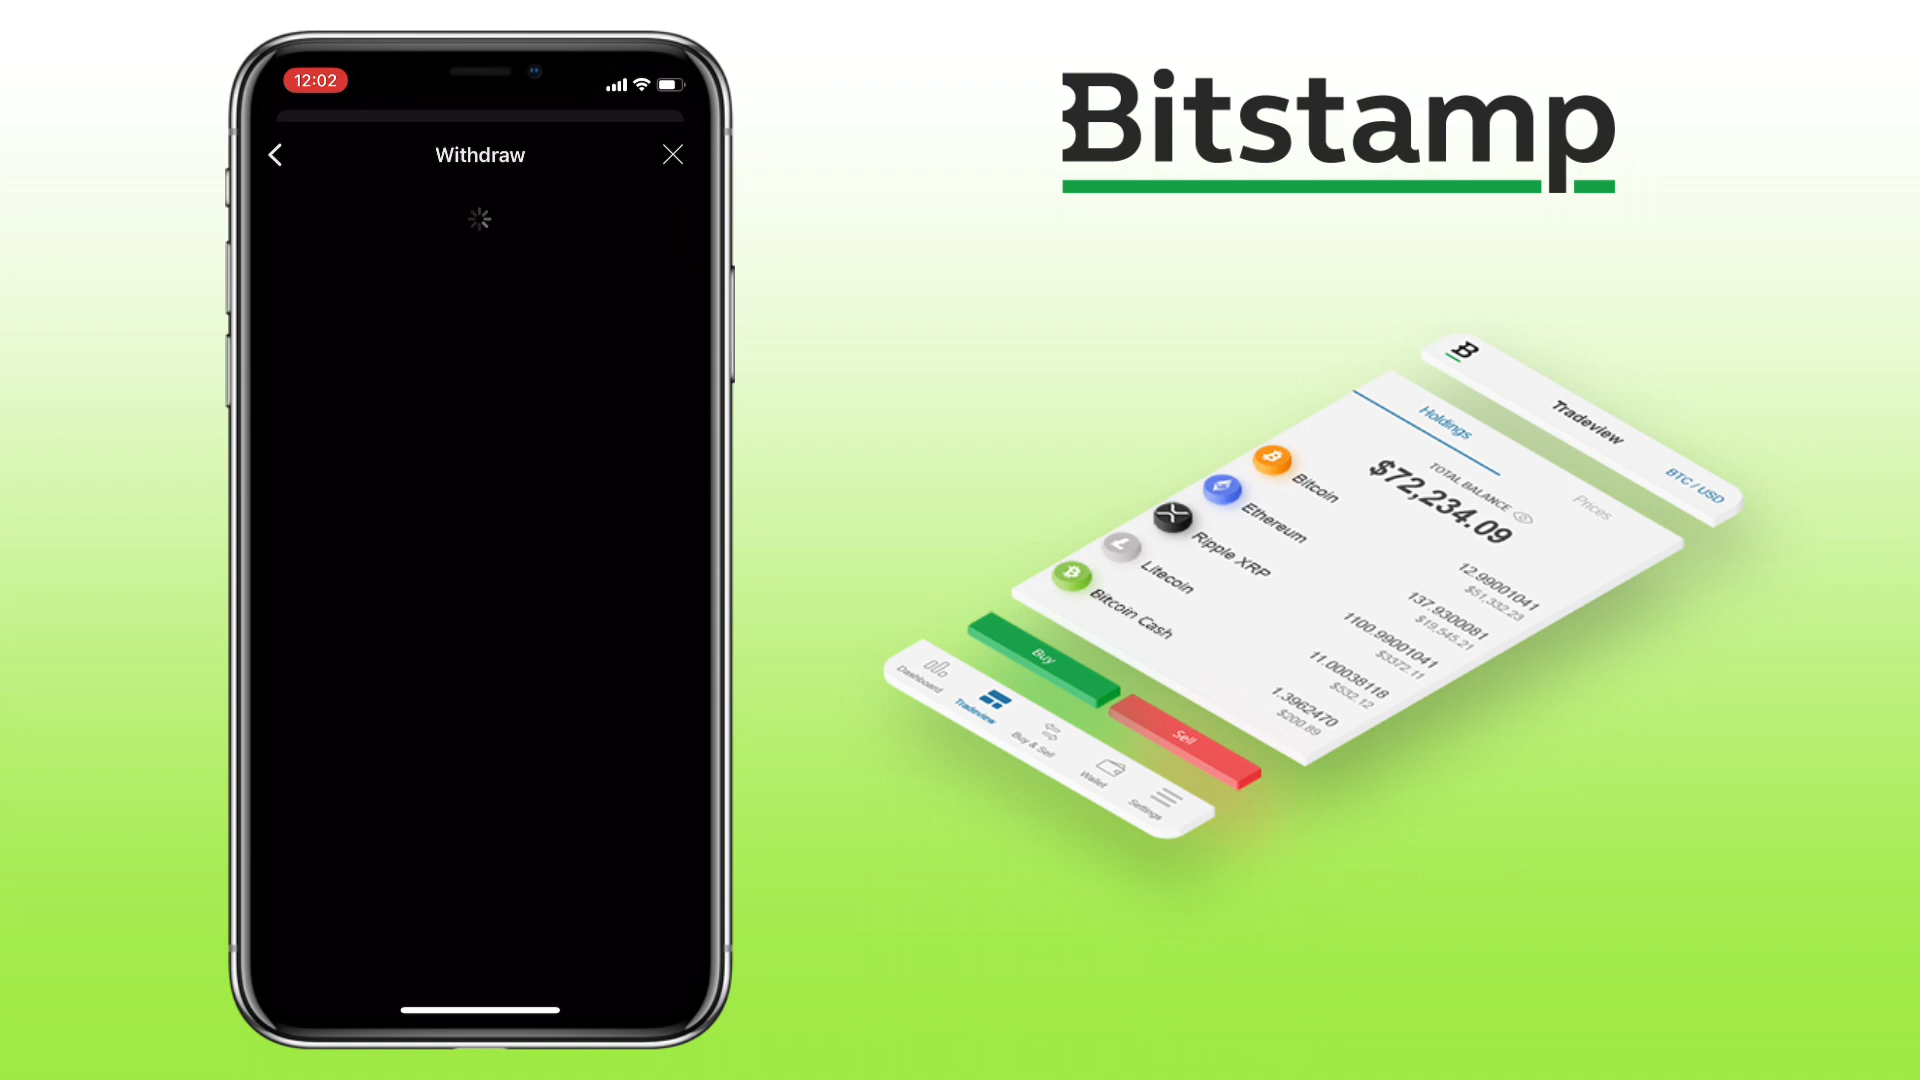 12:02
Withdraw
Bitstamp
Tradeview
BTC / USD
Holdings
Prices
TOTAL BALANCE
$72,234.09
Bitcoin
12.99001041
$51,332.23
Ethereum
137.9300081
$19,545.21
Ripple XRP
1100.99001041
$3372.11
Litecoin
11.00038118
$532.12
Bitcoin Cash
1.3962470
$200.89
Buy
Sell
Dashboard
Tradeview
Buy & Sell
Wallet
Settings